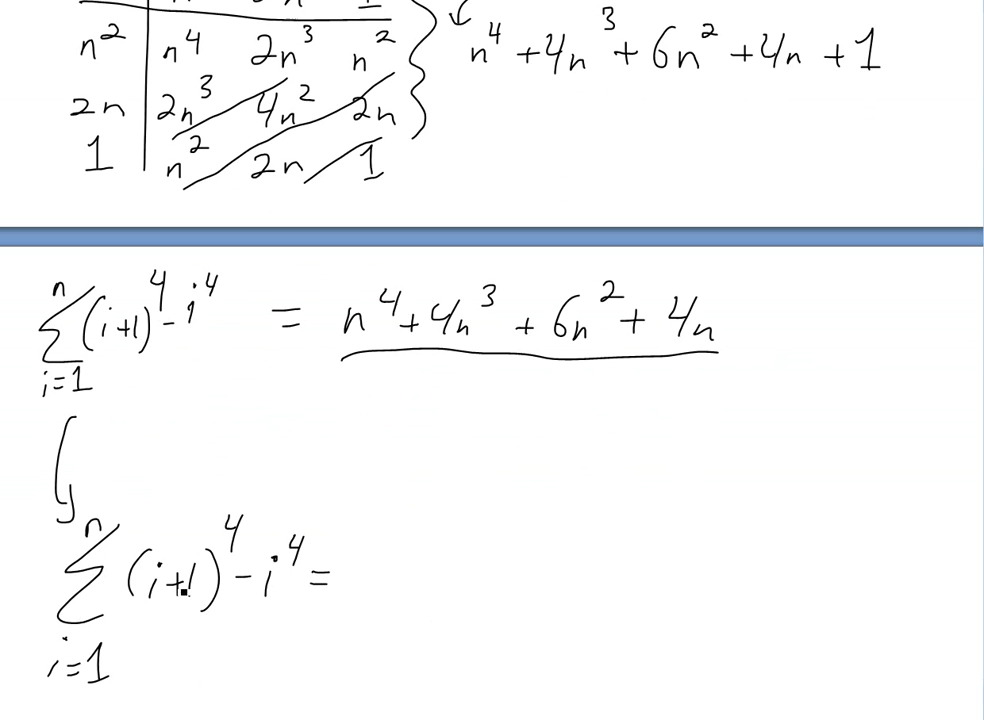 n² | n⁴ 2n³ n² } n⁴ + 4n³ + 6n² + 4n + 1
2n | 2n³ 4n² 2n
1 | n² 2n 1
∑_{i=1}^{n} (i+1)⁴ - i⁴ = n⁴ + 4n³ + 6n² + 4n
∑_{i=1}^{n} (i+1)⁴ - i⁴ =